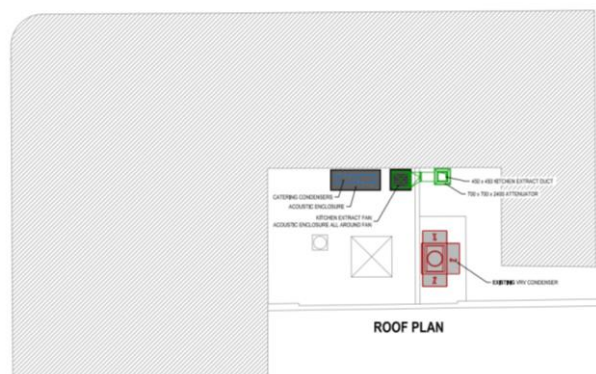 450 x 450 KITCHEN EXTRACT DUCT
700 x 700 x 2400 ATTENUATOR
CATERING CONDENSERS
ACOUSTIC ENCLOSURE
KITCHEN EXTRACT FAN
ACOUSTIC ENCLOSURE ALL AROUND FAN
EXISTING VRV CONDENSER
ROOF PLAN